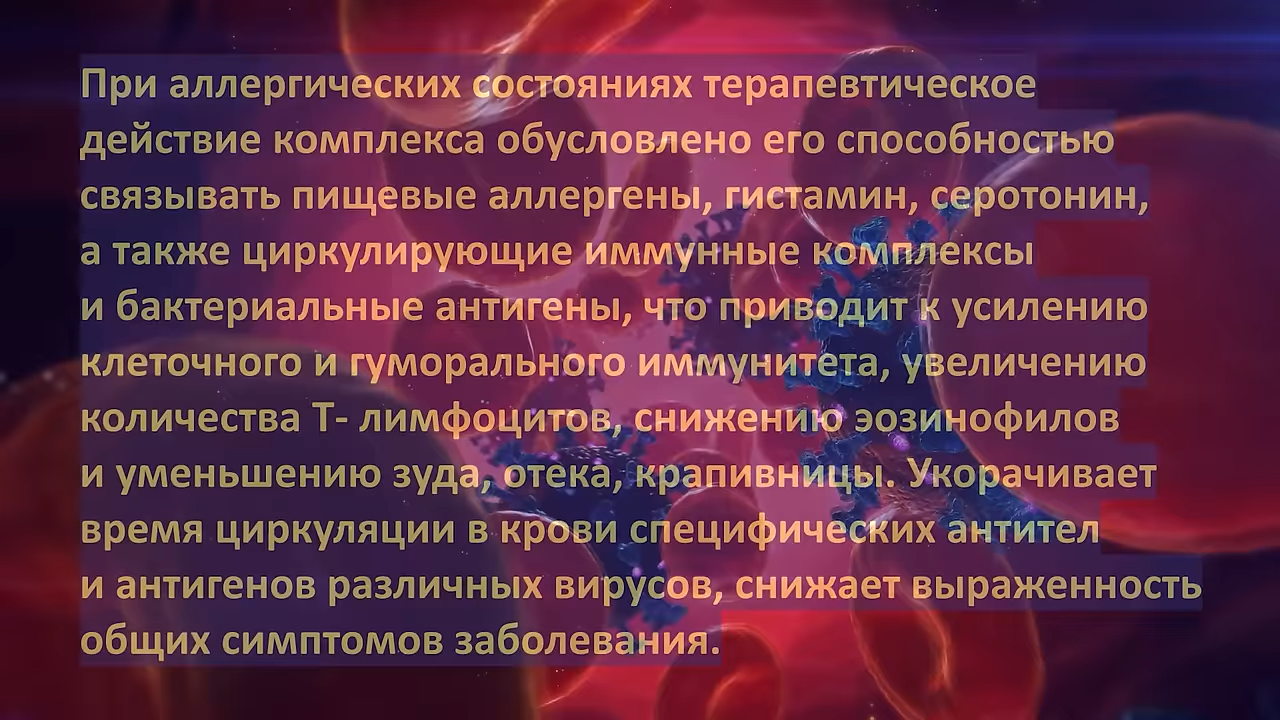 При аллергических состояниях терапевтическое
действие комплекса обусловлено его способностью
связывать пищевые аллергены, гистамин, серотонин,
а также циркулирующие иммунные комплексы
и бактериальные антигены, что приводит к усилению
клеточного и гуморального иммунитета, увеличению
количества Т- лимфоцитов, снижению эозинофилов
и уменьшению зуда, отека, крапивницы. Укорачивает
время циркуляции в крови специфических антител
и антигенов различных вирусов, снижает выраженность
общих симптомов заболевания.